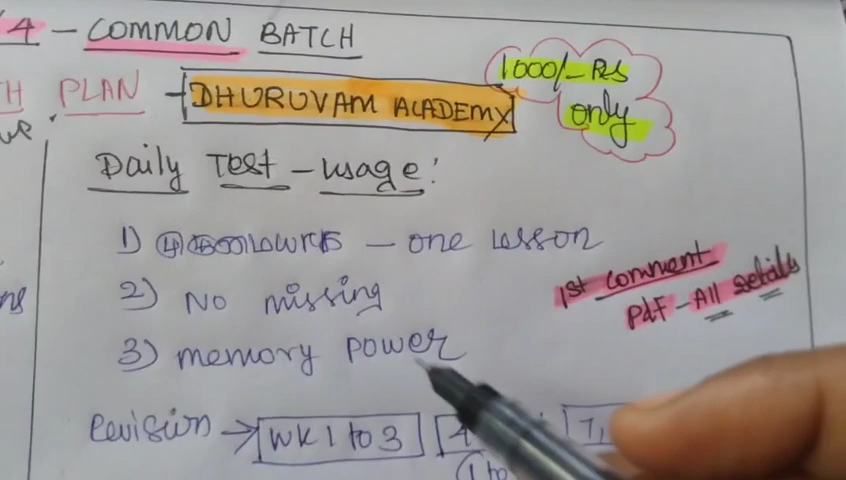 4 - COMMON BATCH
PLAN - DHURUVAM ACADEMY
1000/- RS
only
Daily Test - Usage :
1) - one lesson
2) No missing
3) memory power
1st comment
Pdf - All details
Revision → WK 1 to 3